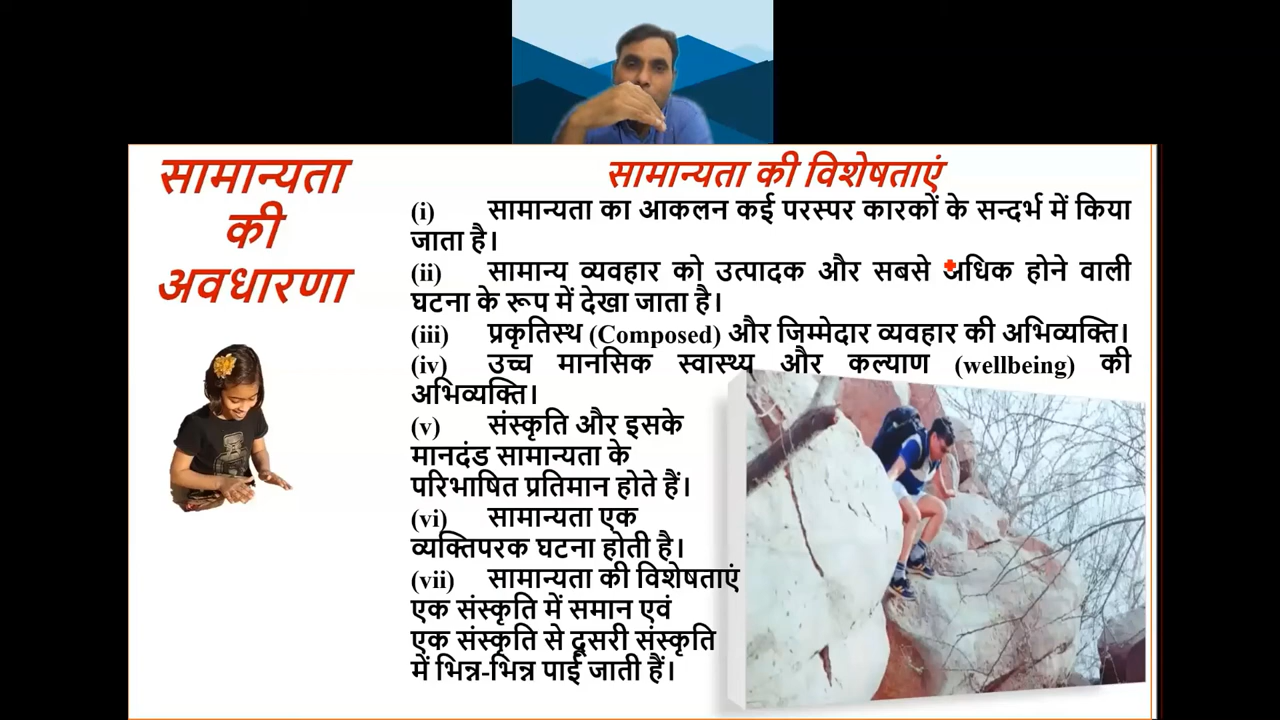 सामान्यता
की
अवधारणा
सामान्यता की विशेषताएं
(i) सामान्यता का आकलन कई परस्पर कारकों के सन्दर्भ में किया
जाता है।
(ii) सामान्य व्यवहार को उत्पादक और सबसे अधिक होने वाली
घटना के रूप में देखा जाता है।
(iii) प्रकृतिस्थ (Composed) और जिम्मेदार व्यवहार की अभिव्यक्ति।
(iv) उच्च मानसिक स्वास्थ्य और कल्याण (wellbeing) की
अभिव्यक्ति।
(v) संस्कृति और इसके
मानदंड सामान्यता के
परिभाषित प्रतिमान होते हैं।
(vi) सामान्यता एक
व्यक्तिपरक घटना होती है।
(vii) सामान्यता की विशेषताएं
एक संस्कृति में समान एवं
एक संस्कृति से दूसरी संस्कृति
में भिन्न-भिन्न पाई जाती हैं।